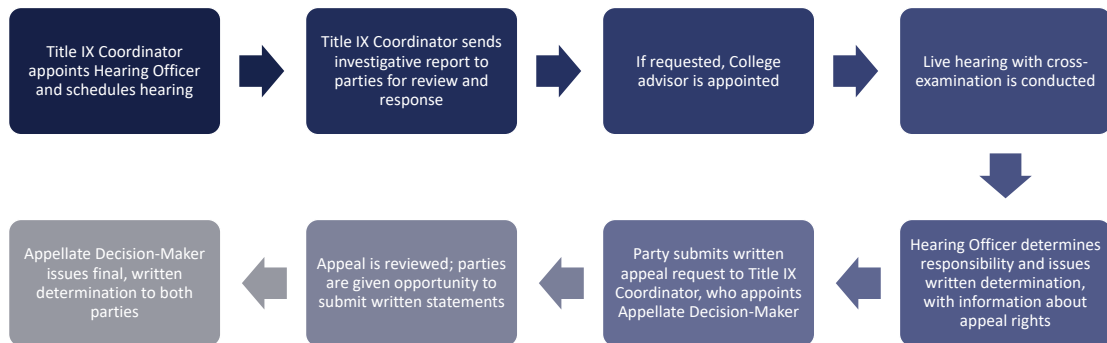 Title IX Coordinator
appoints Hearing Officer
and schedules hearing
Title IX Coordinator sends
investigative report to
parties for review and
response
If requested, College
advisor is appointed
Live hearing with cross-
examination is conducted
Hearing Officer determines
responsibility and issues
written determination,
with information about
appeal rights
Party submits written
appeal request to Title IX
Coordinator, who appoints
Appellate Decision-Maker
Appeal is reviewed; parties
are given opportunity to
submit written statements
Appellate Decision-Maker
issues final, written
determination to both
parties